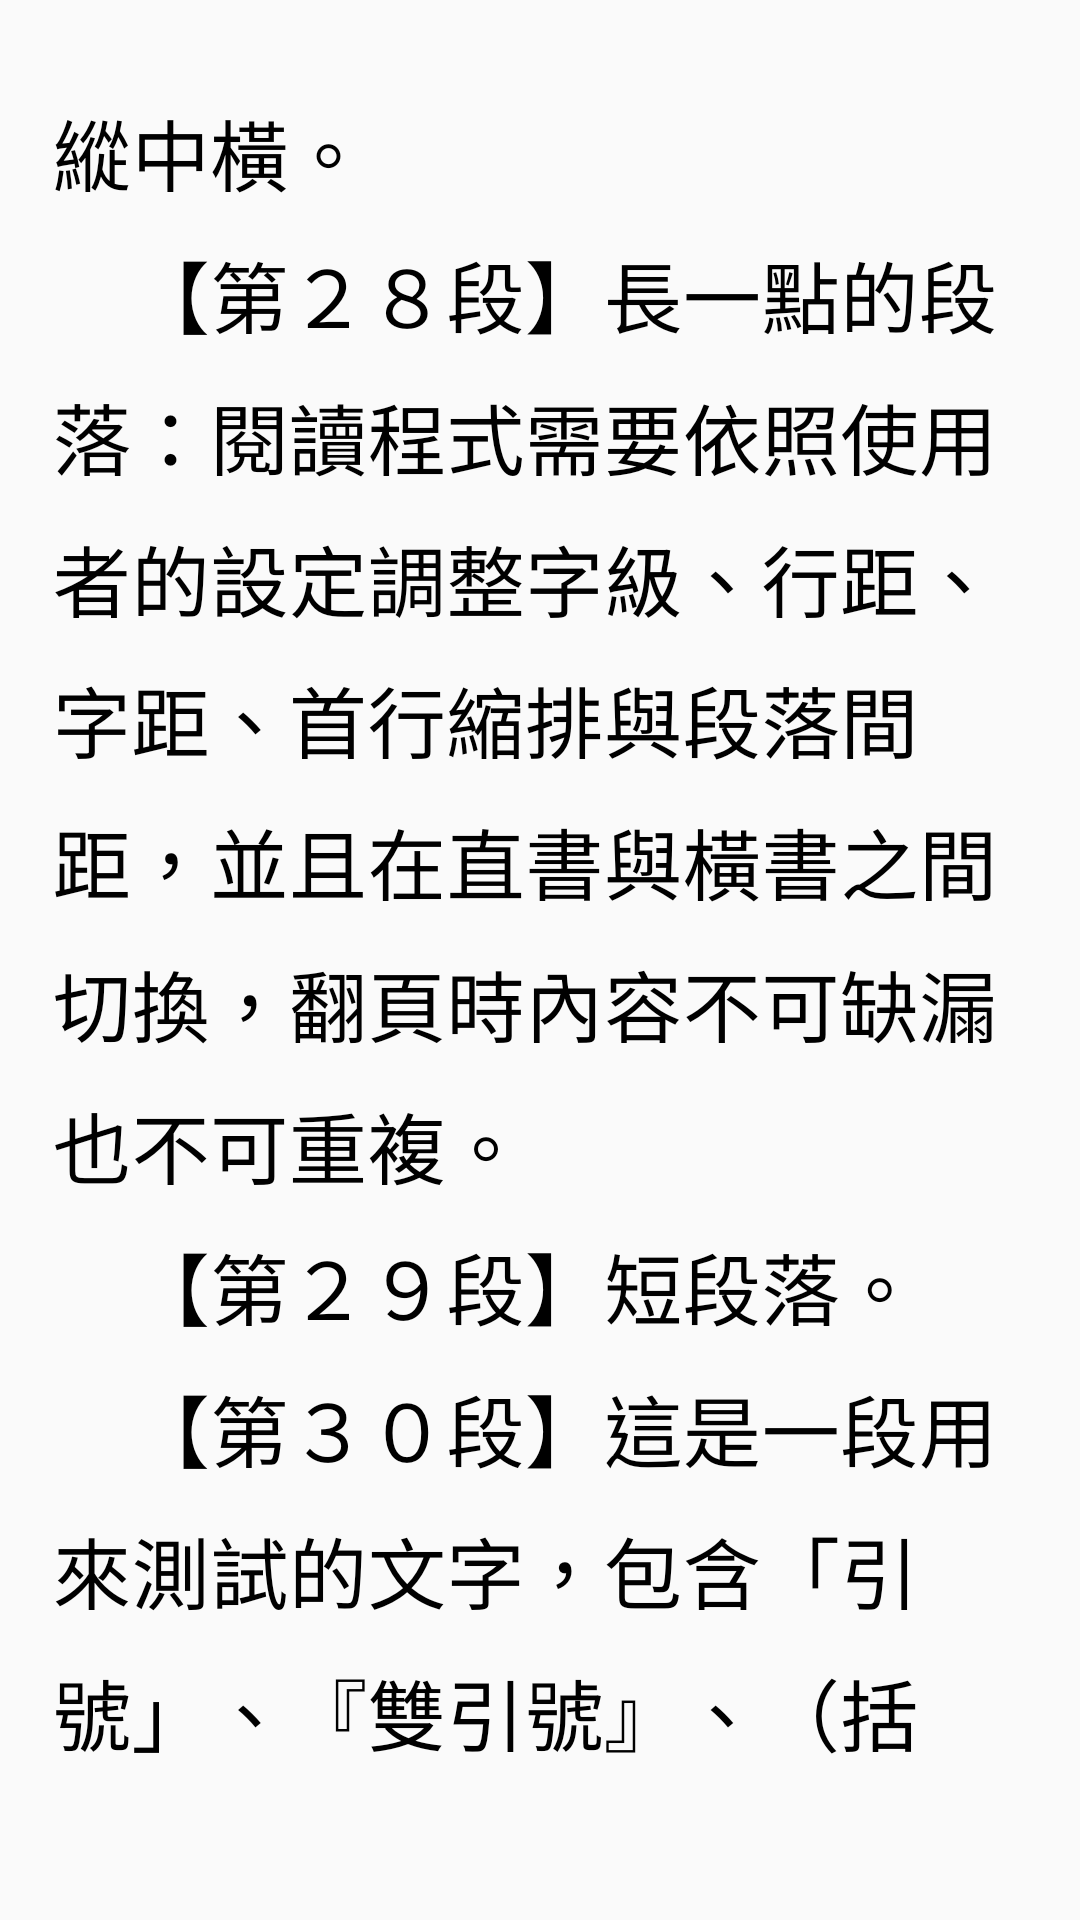 縱中橫。
　【第２８段】長一點的段
落：閱讀程式需要依照使用
者的設定調整字級、行距、
字距、首行縮排與段落間
距，並且在直書與橫書之間
切換，翻頁時內容不可缺漏
也不可重複。
　【第２９段】短段落。
　【第３０段】這是一段用
來測試的文字，包含「引
號」、『雙引號』、（括